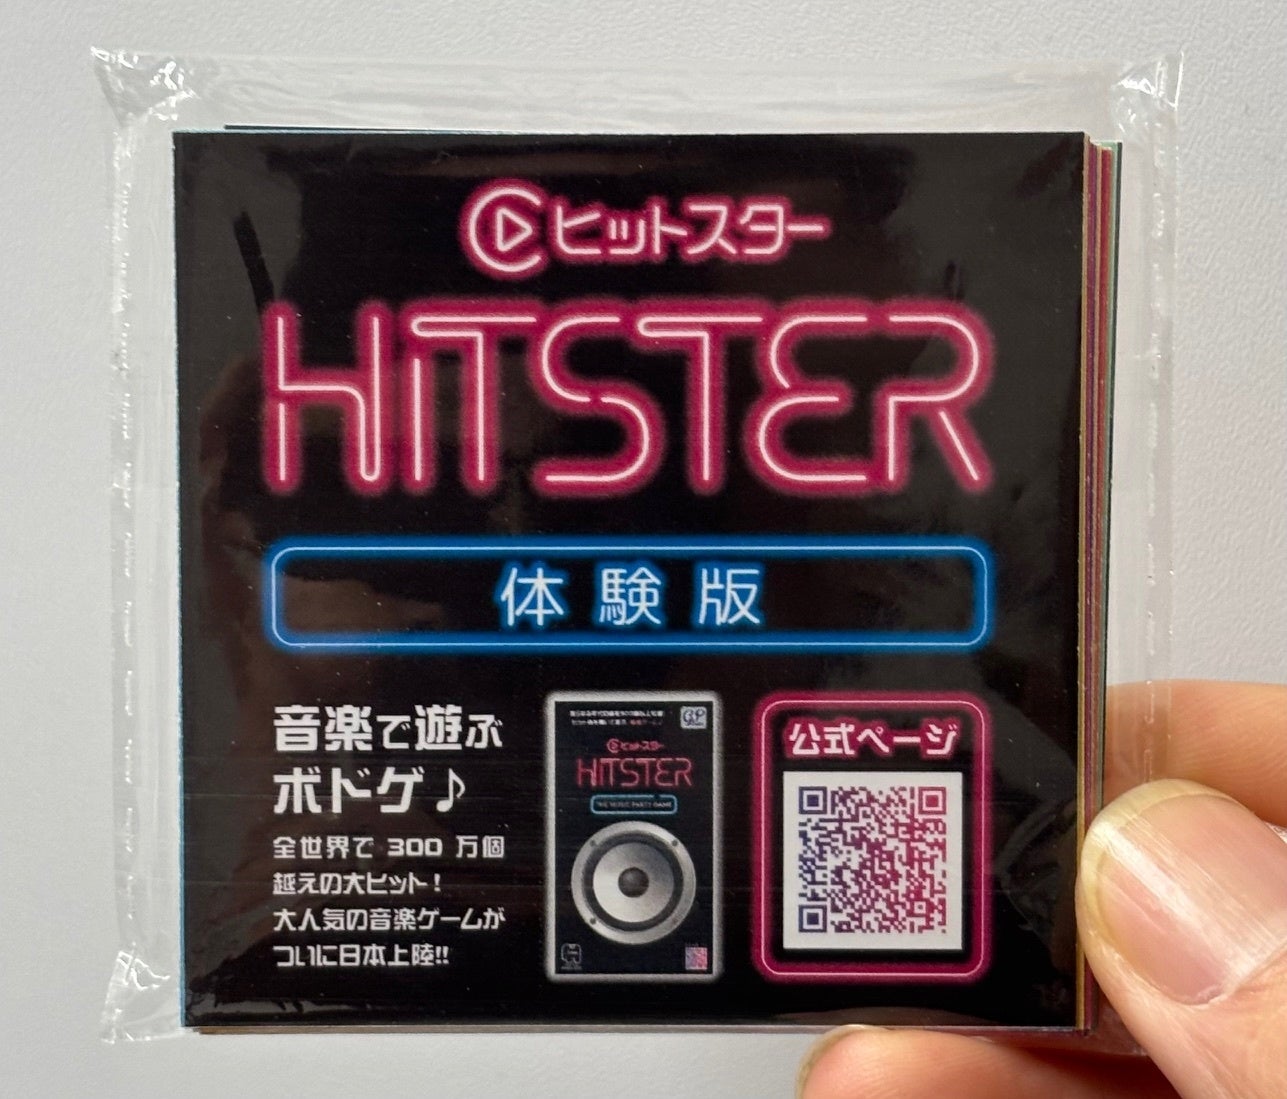 ヒットスター
HITSTER
体験版
音楽で遊ぶ
ボドゲ♪
全世界で 300 万個
越えの大ヒット!
大人気の音楽ゲームが
ついに日本上陸!!
ヒットスター
HITSTER
THE MUSIC PARTY GAME
公式ページ